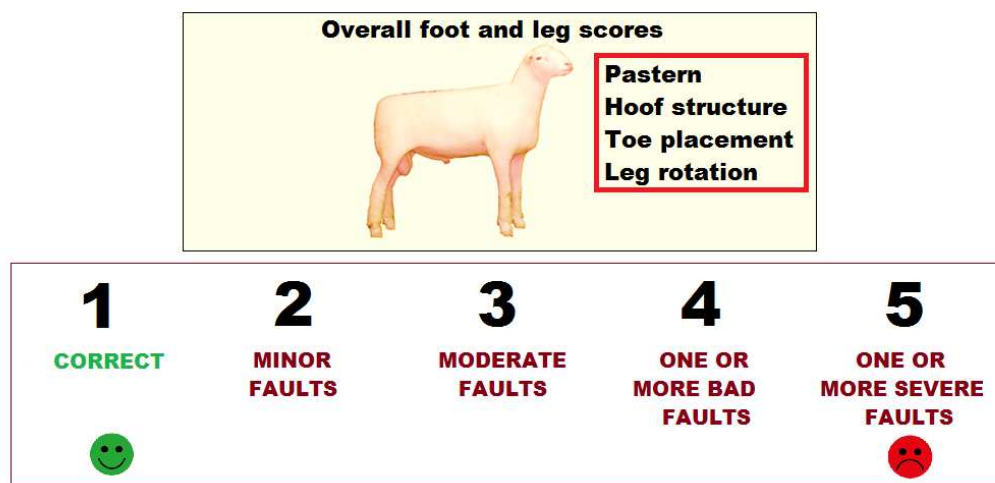 Overall foot and leg scores
Pastern
Hoof structure
Toe placement
Leg rotation
1
CORRECT
2
MINOR
FAULTS
3
MODERATE
FAULTS
4
ONE OR
MORE BAD
FAULTS
5
ONE OR
MORE SEVERE
FAULTS